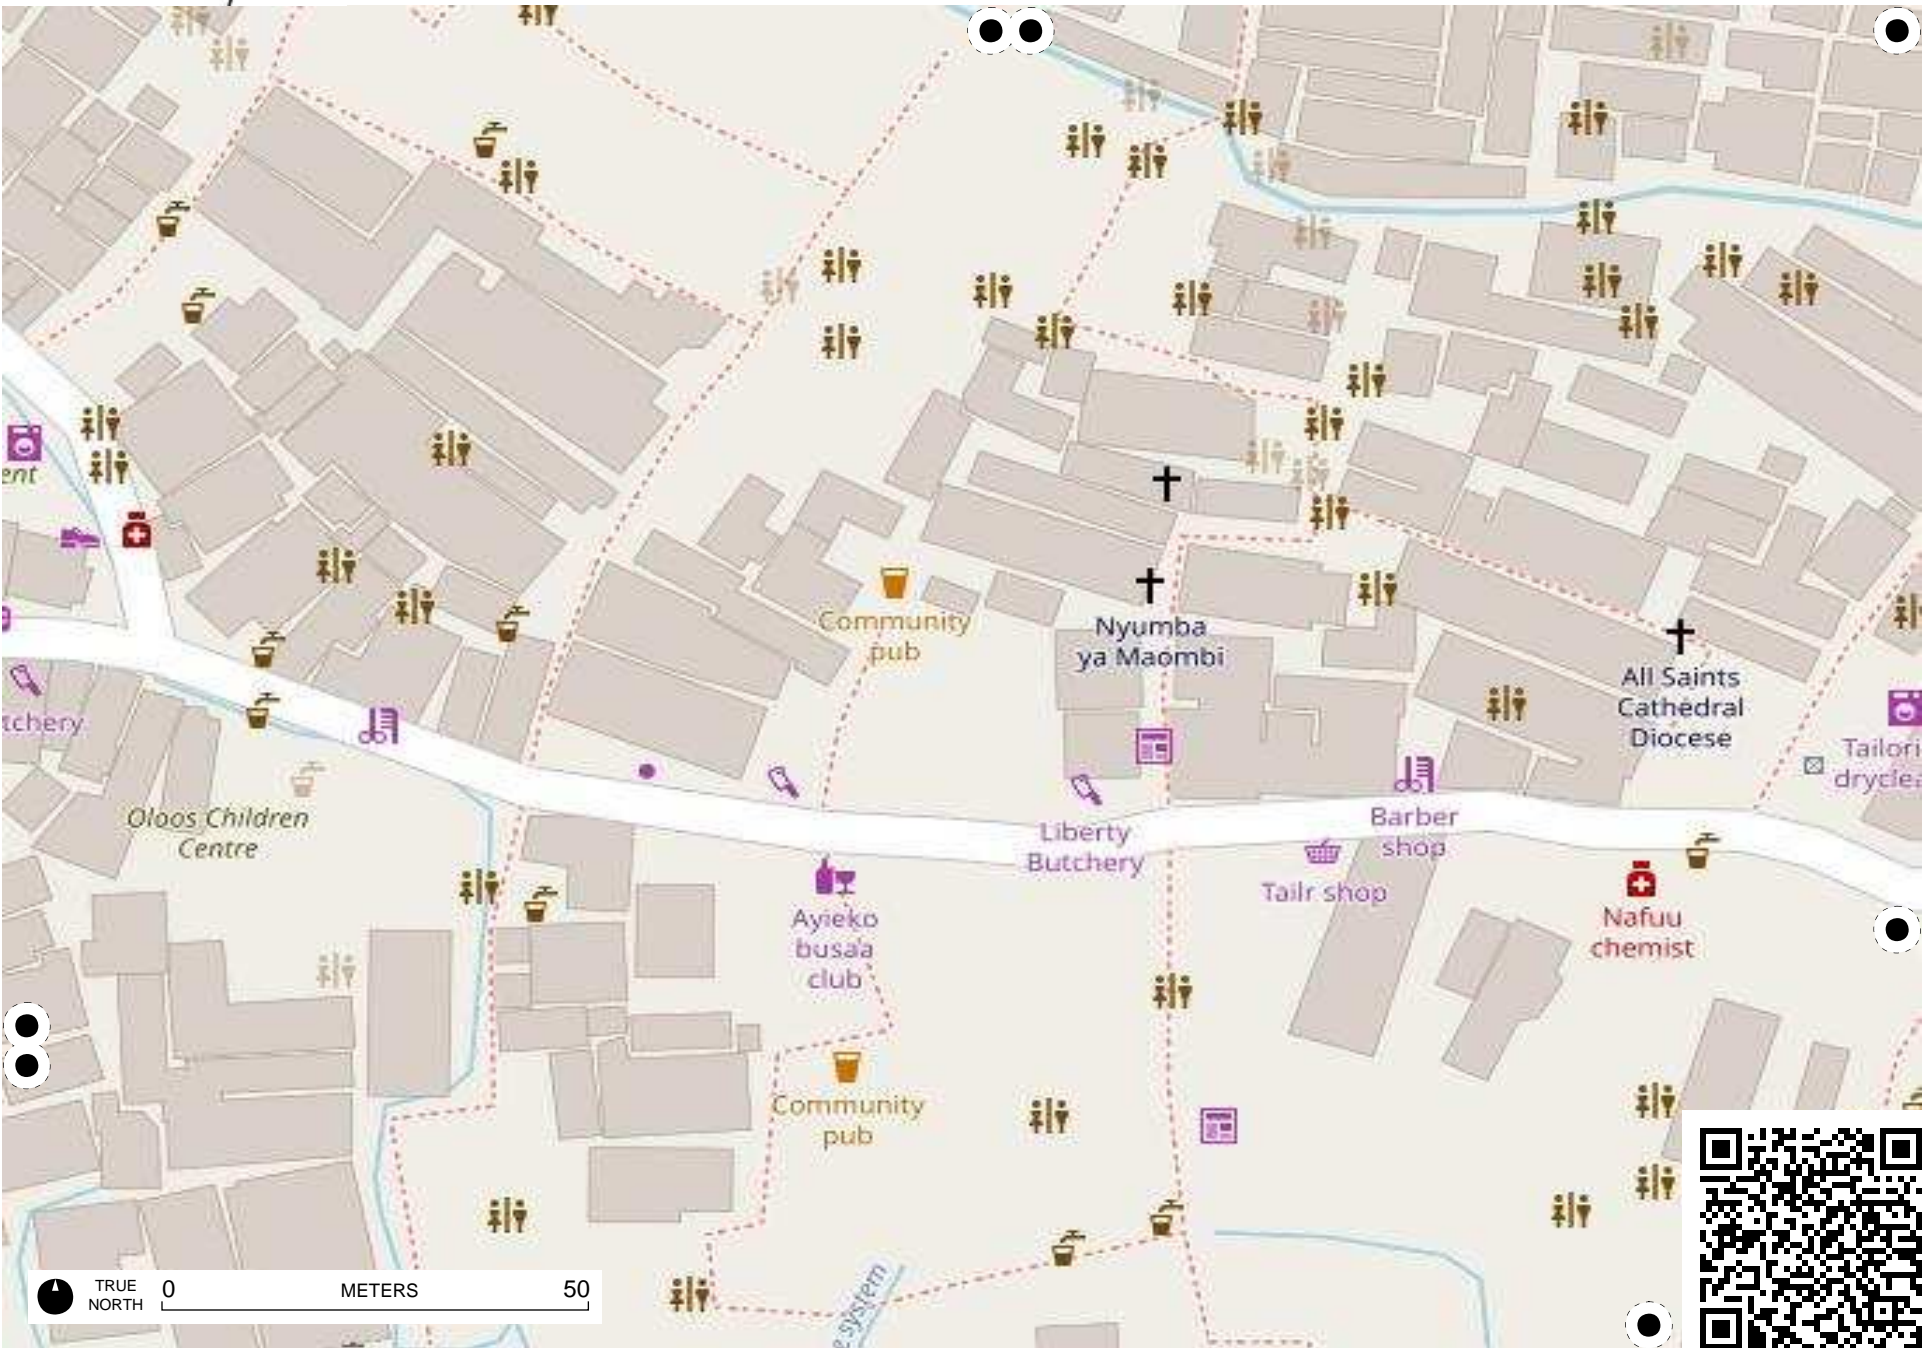 Community
pub
Nyumba
ya Maombi
All Saints
Cathedral
Diocese
ent
tchery
Tailori
dryclea
Oloos Children
Centre
Liberty
Butchery
Barber
shop
Tailr shop
Ayieko
busaa
club
Nafuu
chemist
Community
pub
e system
TRUE
NORTH
0
METERS
50